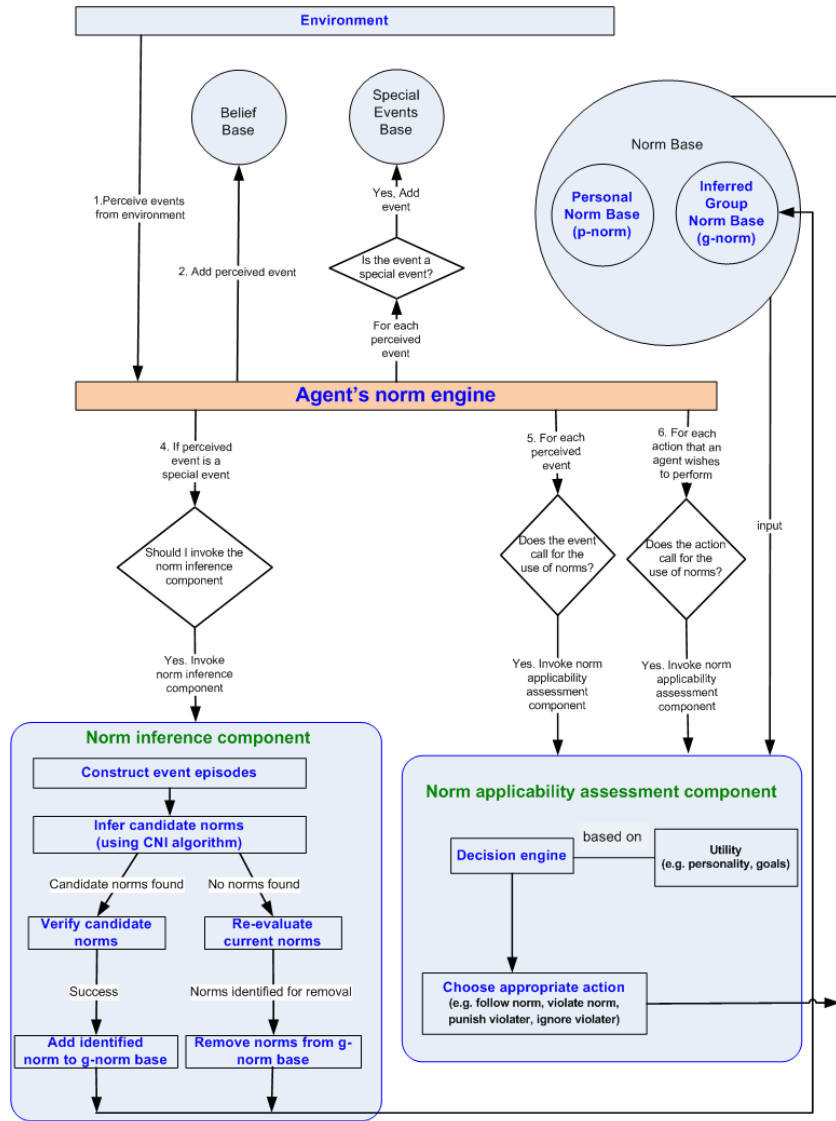 Environment
Belief
Base
Special
Events
Base
Norm Base
Personal
Norm Base
(p-norm)
Inferred
Group
Norm Base
(g-norm)
1.Perceive events
from environment
2. Add perceived event
Yes, Add
event
Is the event a
special event?
For each
perceived
event
Agent's norm engine
4. If perceived
event is a
special event
5. For each
perceived
event
6. For each
action that an
agent wishes
to perform
input
Should I invoke the
norm inference
component
Does the event
call for the
use of norms?
Does the action
call for the
use of norms?
Yes. Invoke
norm inference
component
Yes. Invoke norm
applicability
assessment
component
Yes. Invoke norm
applicability
assessment
component
Norm inference component
Construct event episodes
Infer candidate norms
(using CNI algorithm)
Candidate norms found
No norms found
Verify candidate
norms
Re-evaluate
current norms
Success
Norms identified for removal
Add identified
norm to g-norm base
Remove norms from g-
norm base
Norm applicability assessment component
Decision engine
based on
Utility
(e.g. personality, goals)
Choose appropriate action
(e.g. follow norm, violate norm,
punish violater, ignore violater)